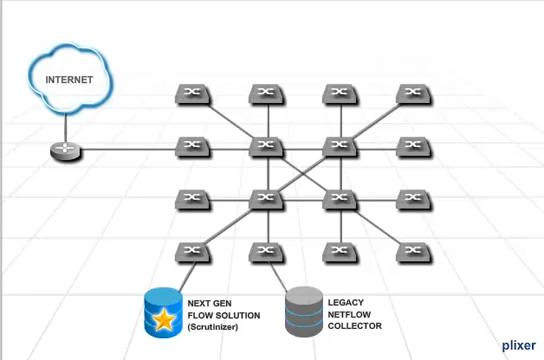 INTERNET
NEXT GEN
FLOW SOLUTION
(Scrutinizer)
LEGACY
NETFLOW
COLLECTOR
plixer